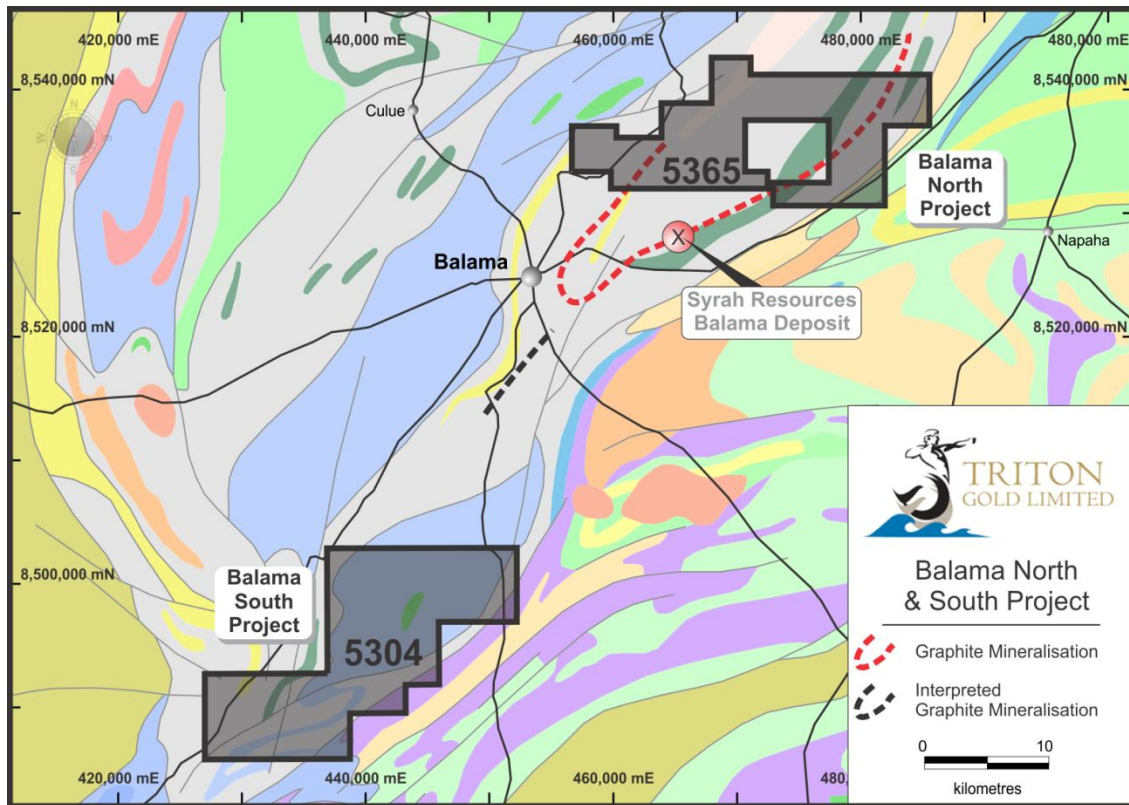 420,000 mE
440,000 mE
460,000 mE
480,000 mE
480,000 mE
8,540,000 mN
8,540,000 mN
N
W
E
S
Culue
5365
Balama
North
Project
Napaha
Balama
X
Syrah Resources
Balama Deposit
8,520,000 mN
8,520,000 mN
8,500,000 mN
Balama
South
Project
5304
TRITON
GOLD LIMITED
Balama North
& South Project
Graphite Mineralisation
Interpreted
Graphite Mineralisation
0
10
kilometres
420,000 mE
440,000 mE
460,000 mE
480